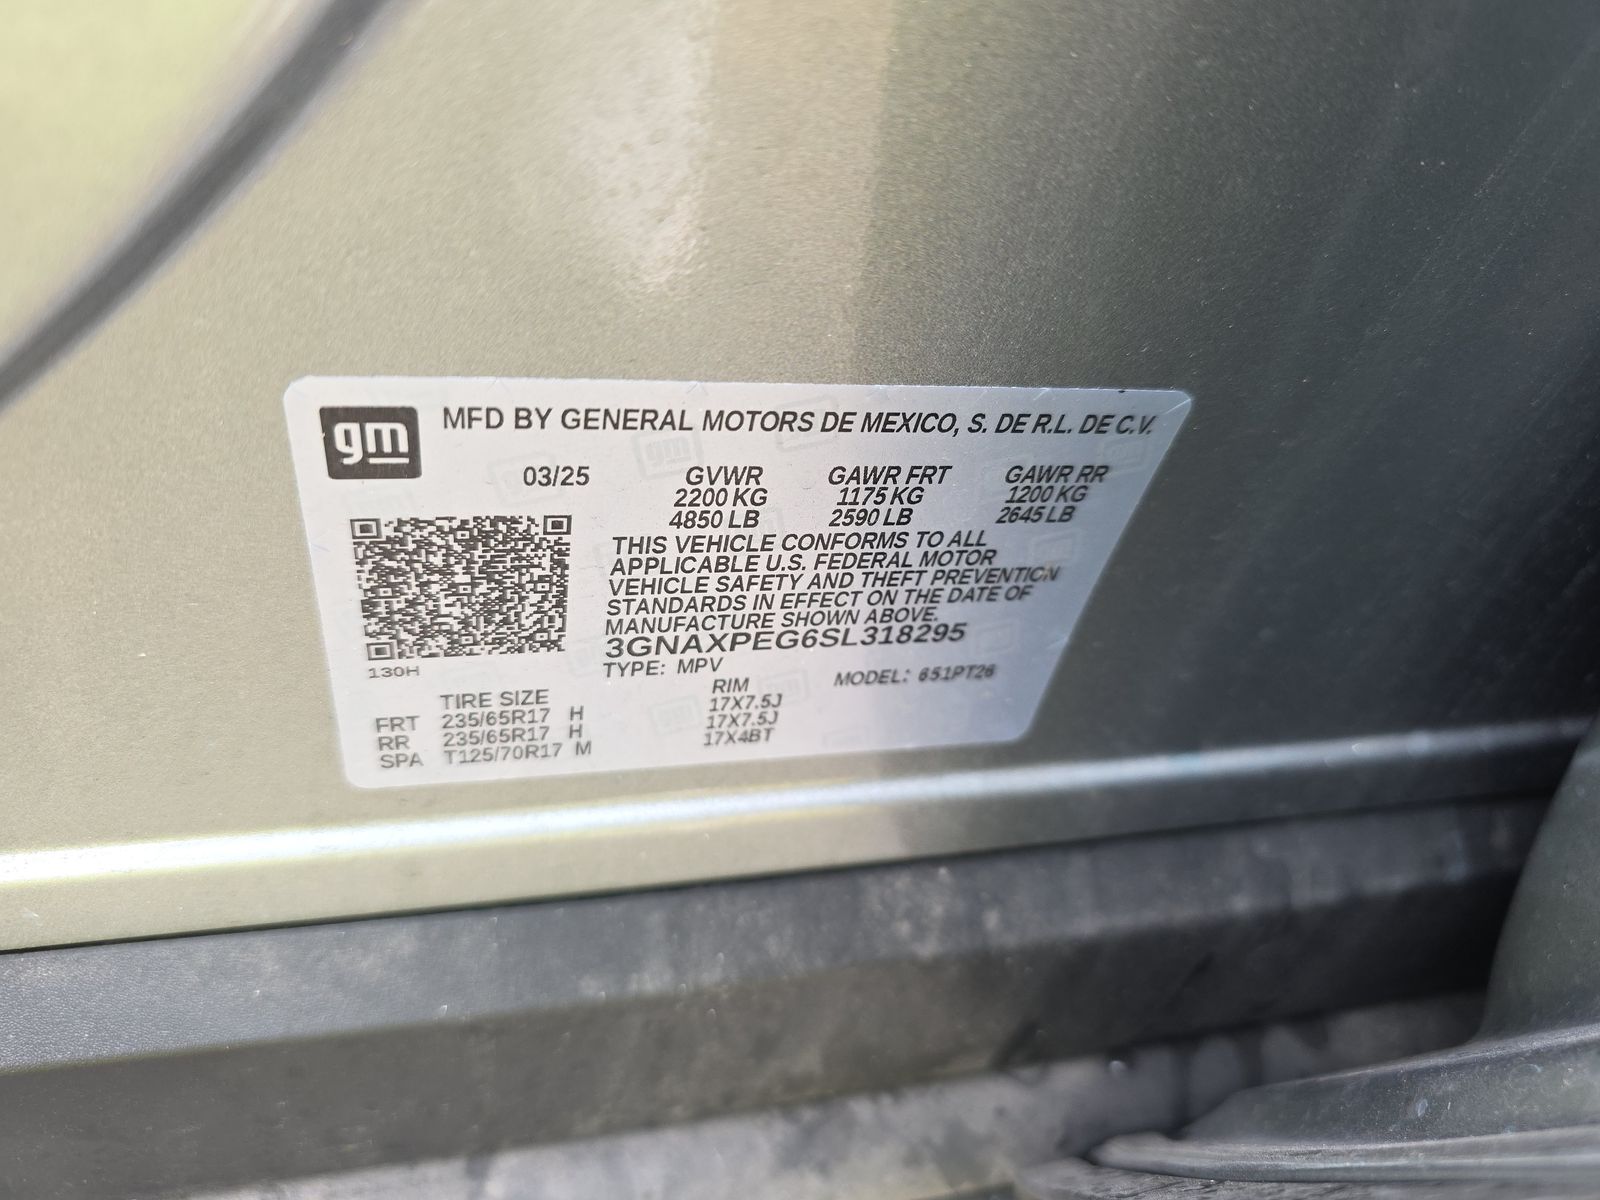 gm MFD BY GENERAL MOTORS DE MEXICO, S. DE R.L. DE C.V.
03/25 GVWR GAWR FRT GAWR RR
2200 KG 1175 KG 1200 KG
4850 LB 2590 LB 2645 LB
THIS VEHICLE CONFORMS TO ALL
APPLICABLE U.S. FEDERAL MOTOR
VEHICLE SAFETY AND THEFT PREVENTION
STANDARDS IN EFFECT ON THE DATE OF
MANUFACTURE SHOWN ABOVE.
3GNAXPEG6SL318295
130H TYPE: MPV MODEL: 651PT26
TIRE SIZE RIM
FRT 235/65R17 H 17X7.5J
RR 235/65R17 H 17X7.5J
SPA T125/70R17 M 17X4BT